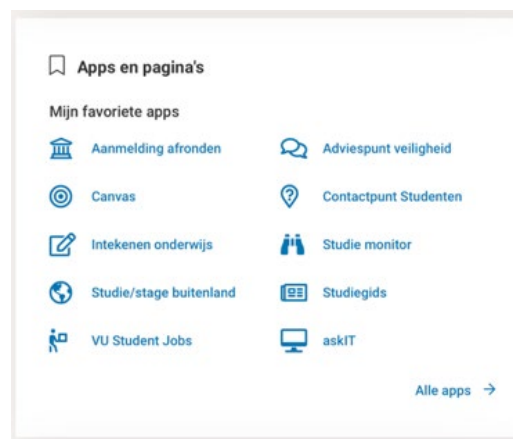 Apps en pagina's
Mijn favoriete apps
Aanmelding afronden
Adviespunt veiligheid
Canvas
Contactpunt Studenten
Intekenen onderwijs
Studie monitor
Studie/stage buitenland
Studiegids
VU Student Jobs
askIT
Alle apps